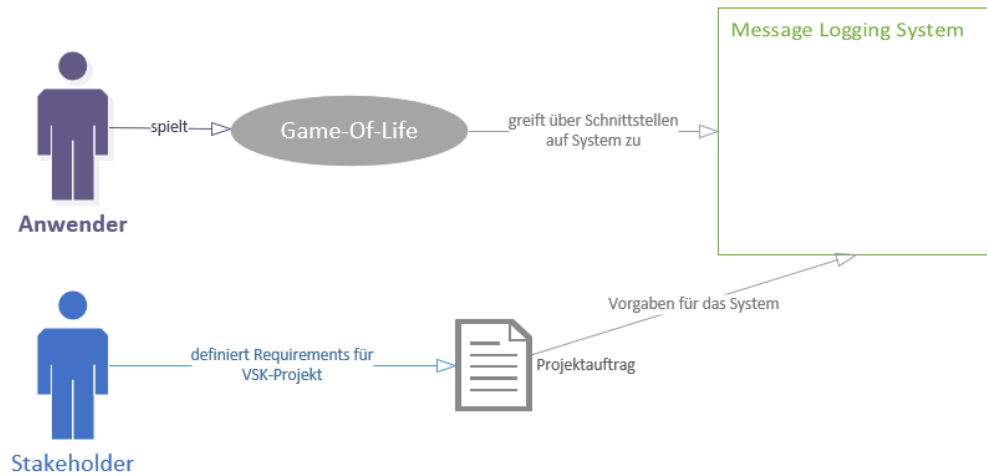 Message Logging System
spielt
Game-Of-Life
greift über Schnittstellen
auf System zu
Anwender
Vorgaben für das System
definiert Requirements für
VSK-Projekt
Projektauftrag
Stakeholder